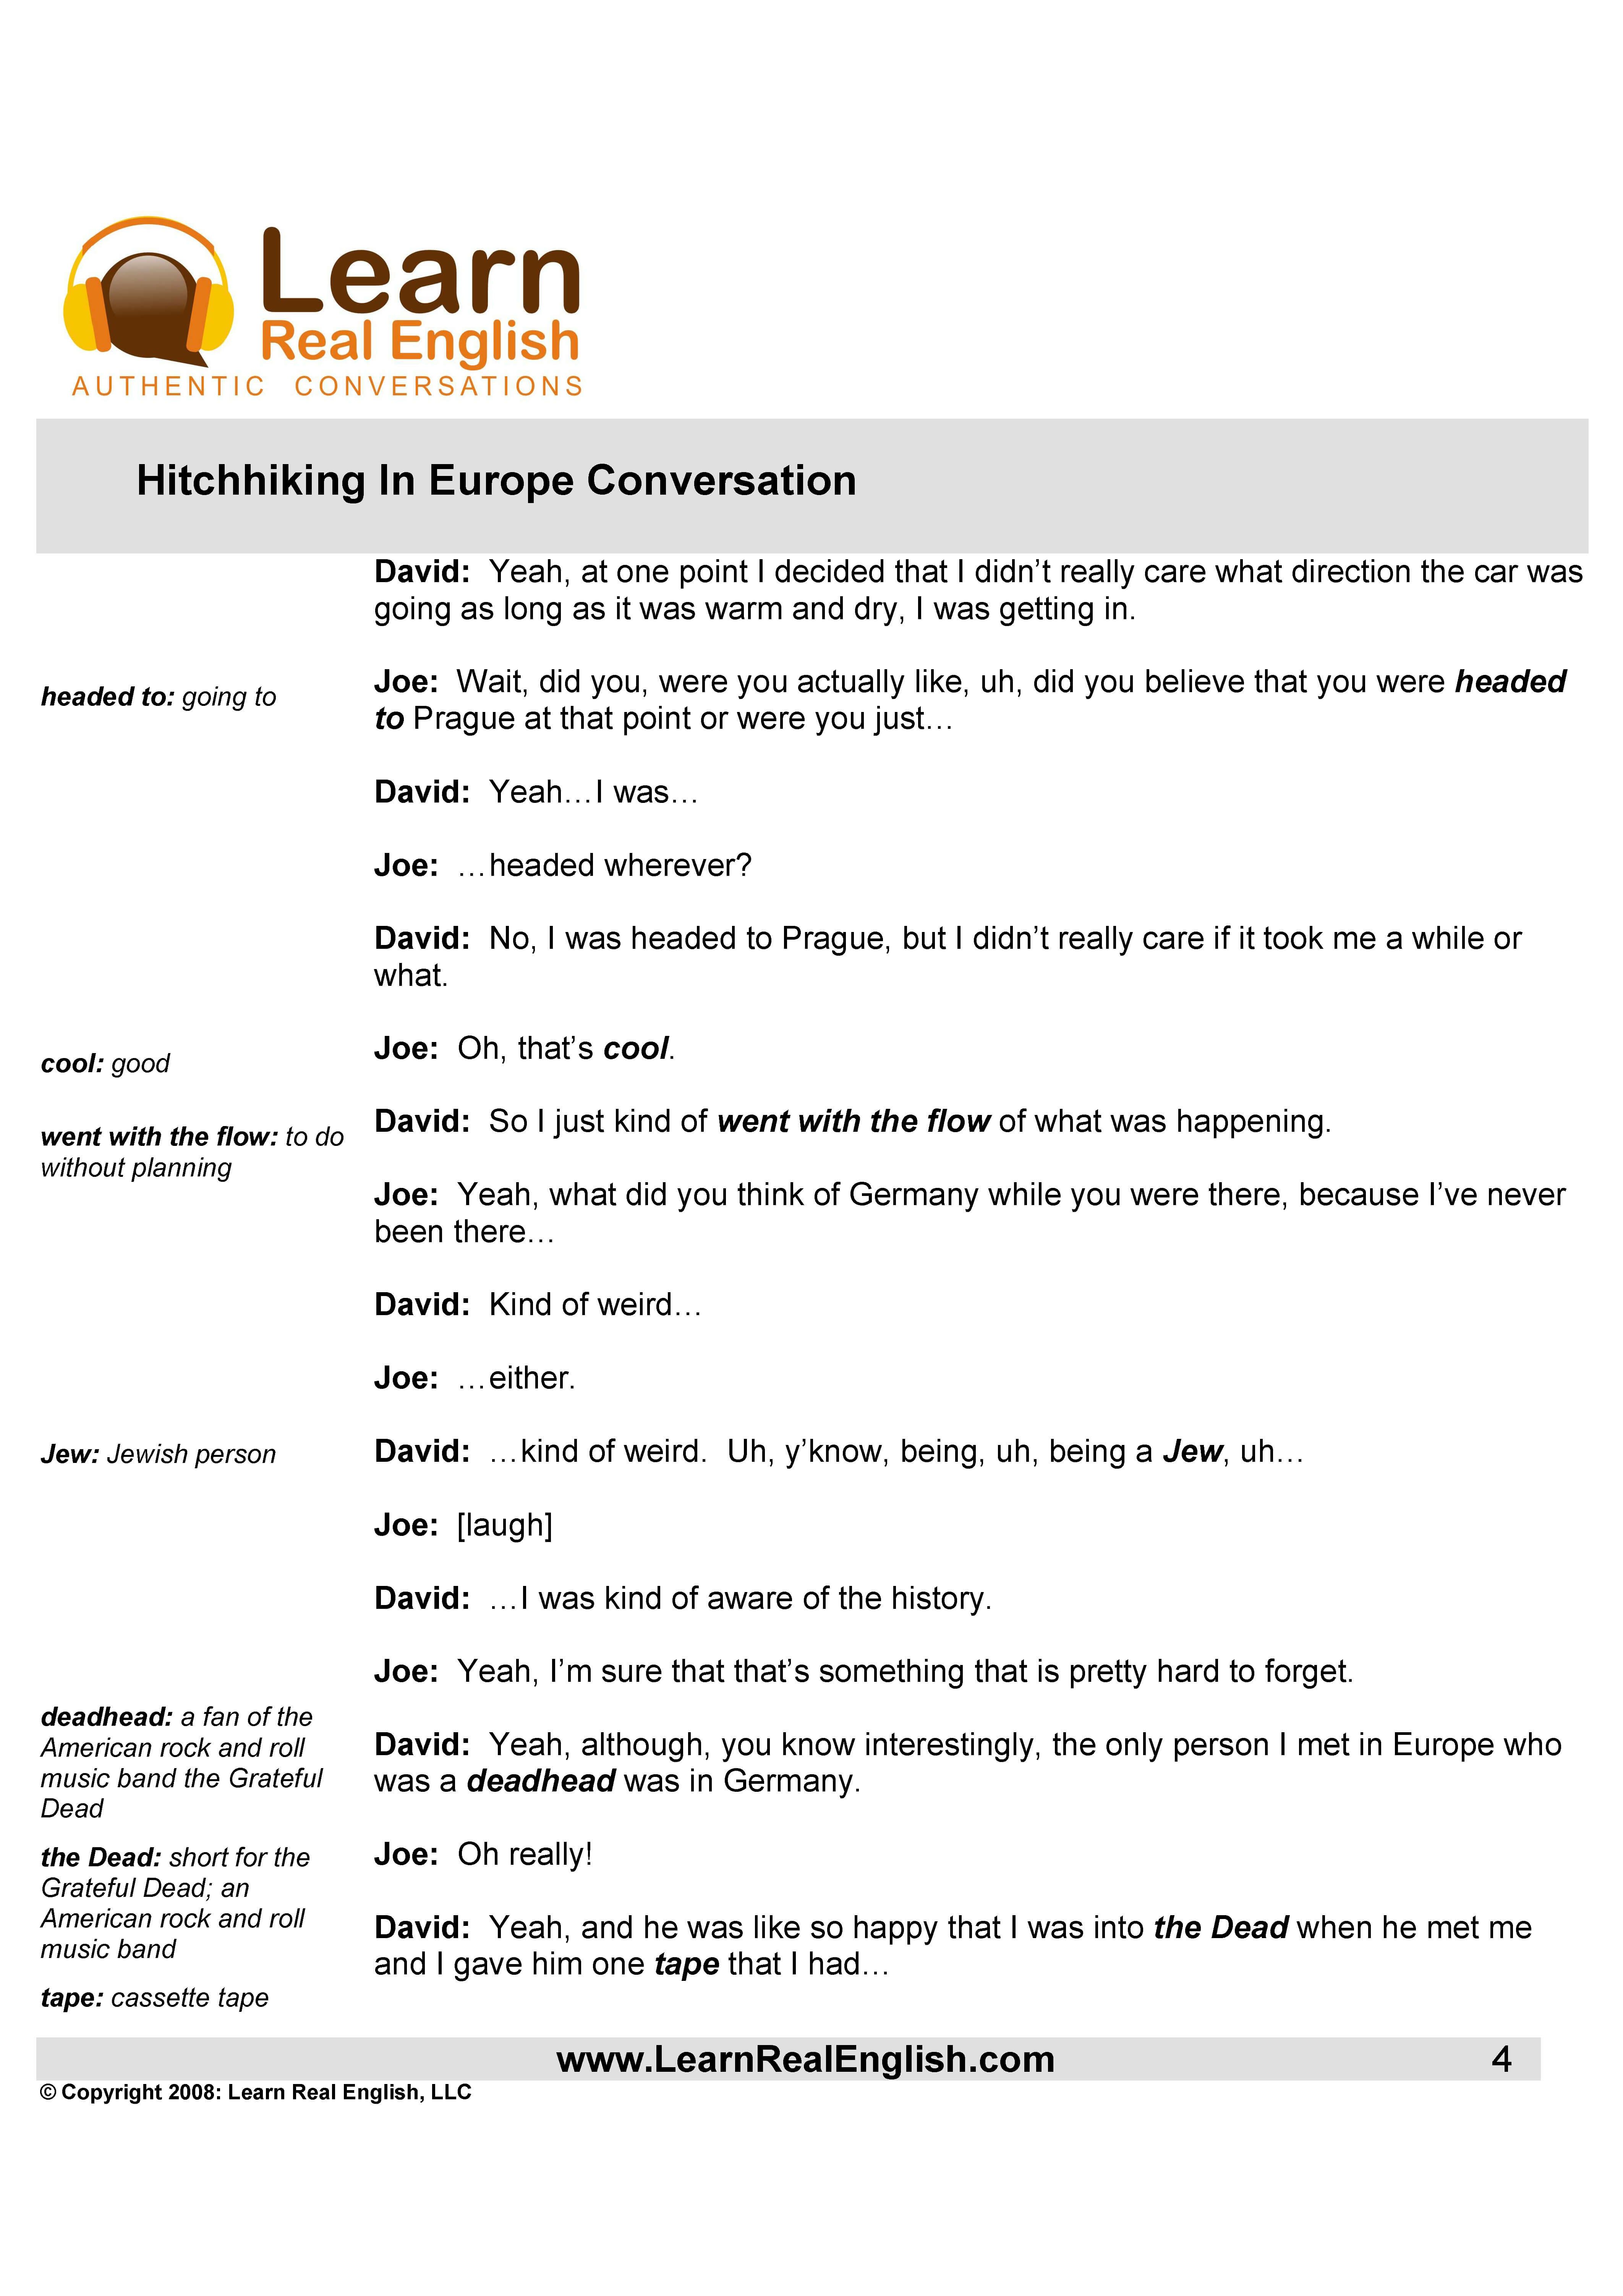 Learn
Real English
AUTHENTIC CONVERSATIONS
Hitchhiking In Europe Conversation
David: Yeah, at one point I decided that I didn’t really care what direction the car was
going as long as it was warm and dry, I was getting in.
headed to: going to
Joe: Wait, did you, were you actually like, uh, did you believe that you were headed
to Prague at that point or were you just…
David: Yeah…I was…
Joe: …headed wherever?
David: No, I was headed to Prague, but I didn’t really care if it took me a while or
what.
cool: good
Joe: Oh, that’s cool.
went with the flow: to do
without planning
David: So I just kind of went with the flow of what was happening.
Joe: Yeah, what did you think of Germany while you were there, because I’ve never
been there…
David: Kind of weird…
Joe: …either.
Jew: Jewish person
David: …kind of weird. Uh, y’know, being, uh, being a Jew, uh…
Joe: [laugh]
David: …I was kind of aware of the history.
Joe: Yeah, I’m sure that that’s something that is pretty hard to forget.
deadhead: a fan of the
American rock and roll
music band the Grateful
Dead
David: Yeah, although, you know interestingly, the only person I met in Europe who
was a deadhead was in Germany.
the Dead: short for the
Grateful Dead; an
American rock and roll
music band
Joe: Oh really!
David: Yeah, and he was like so happy that I was into the Dead when he met me
and I gave him one tape that I had…
tape: cassette tape
www.LearnRealEnglish.com 4
© Copyright 2008: Learn Real English, LLC